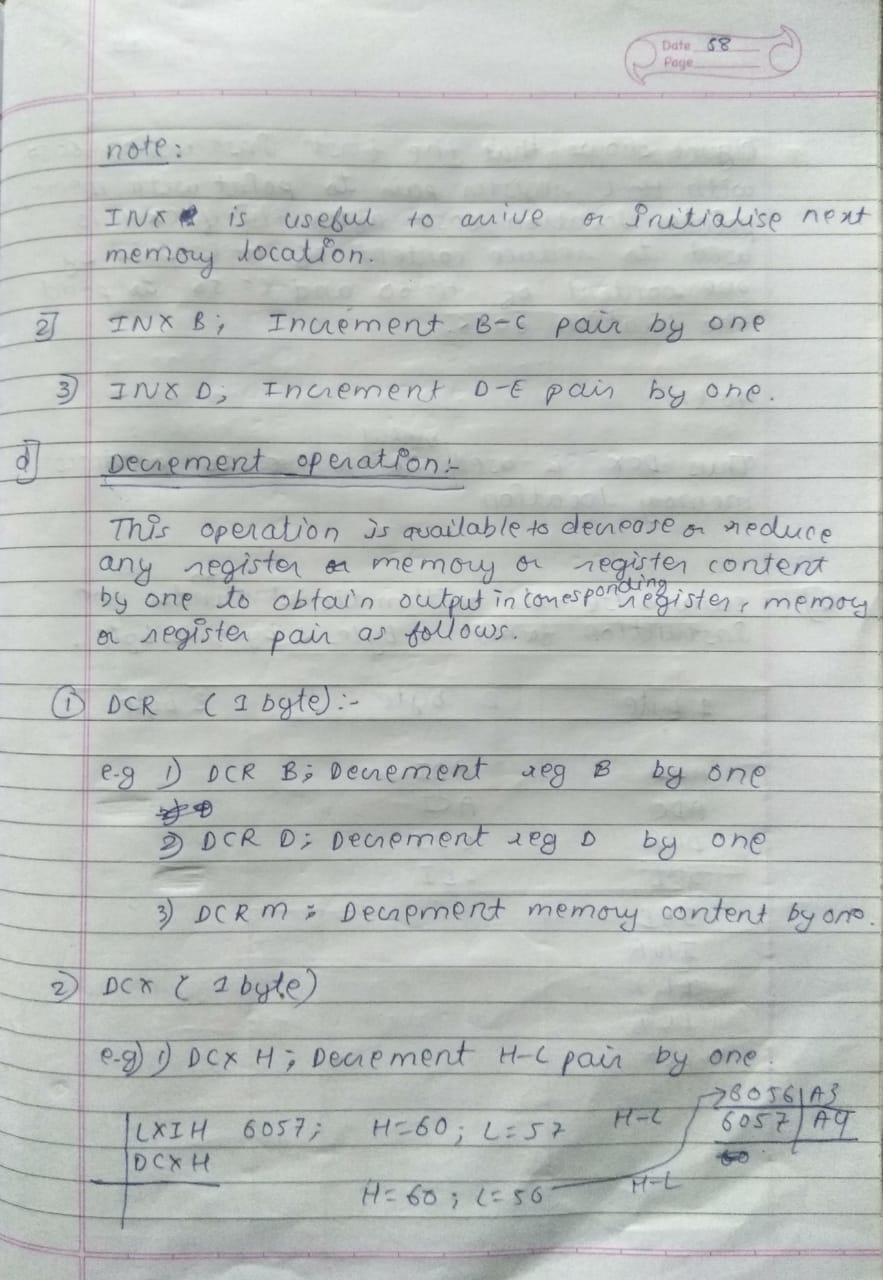 Date 58
Page
note:
INX is useful to arrive or initialise next
memory location.
2] INX B; Increment B-C pair by one
3) INX D; Increment D-E pair by one.
d] Decrement operation:-
This operation is available to decrease or reduce
any register or memory or register content
by one to obtain output in corresponding register, memory
or register pair as follows.
① DCR (1 byte):-
e-g 1) DCR B; Decrement reg B by one
2) DCR D; Decrement reg D by one
3) DCR M; Decrement memory content by one.
2) DCX (1 byte)
e-g) 1) DCX H; Decrement H-L pair by one.
6056 A3
LXIH 6057; H=60; L=57 H-L 6057 A4
DCXH
H=60; L=56 H-L